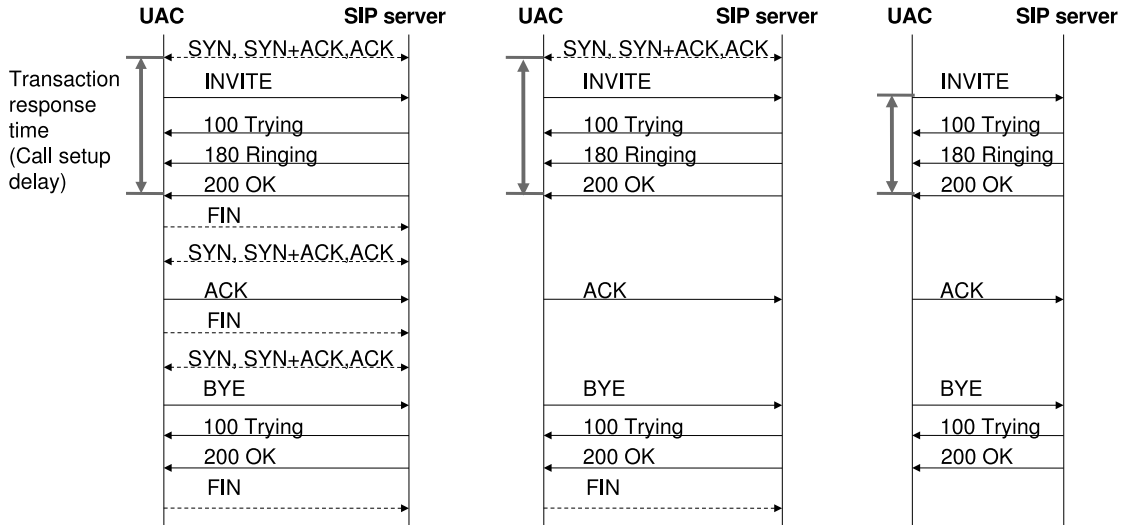 UAC SIP server
SYN, SYN+ACK,ACK
Transaction
response
time
(Call setup
delay)
INVITE
100 Trying
180 Ringing
200 OK
FIN
SYN, SYN+ACK,ACK
ACK
FIN
SYN, SYN+ACK,ACK
BYE
100 Trying
200 OK
FIN
UAC SIP server
SYN, SYN+ACK,ACK
INVITE
100 Trying
180 Ringing
200 OK
ACK
BYE
100 Trying
200 OK
FIN
UAC SIP server
INVITE
100 Trying
180 Ringing
200 OK
ACK
BYE
100 Trying
200 OK